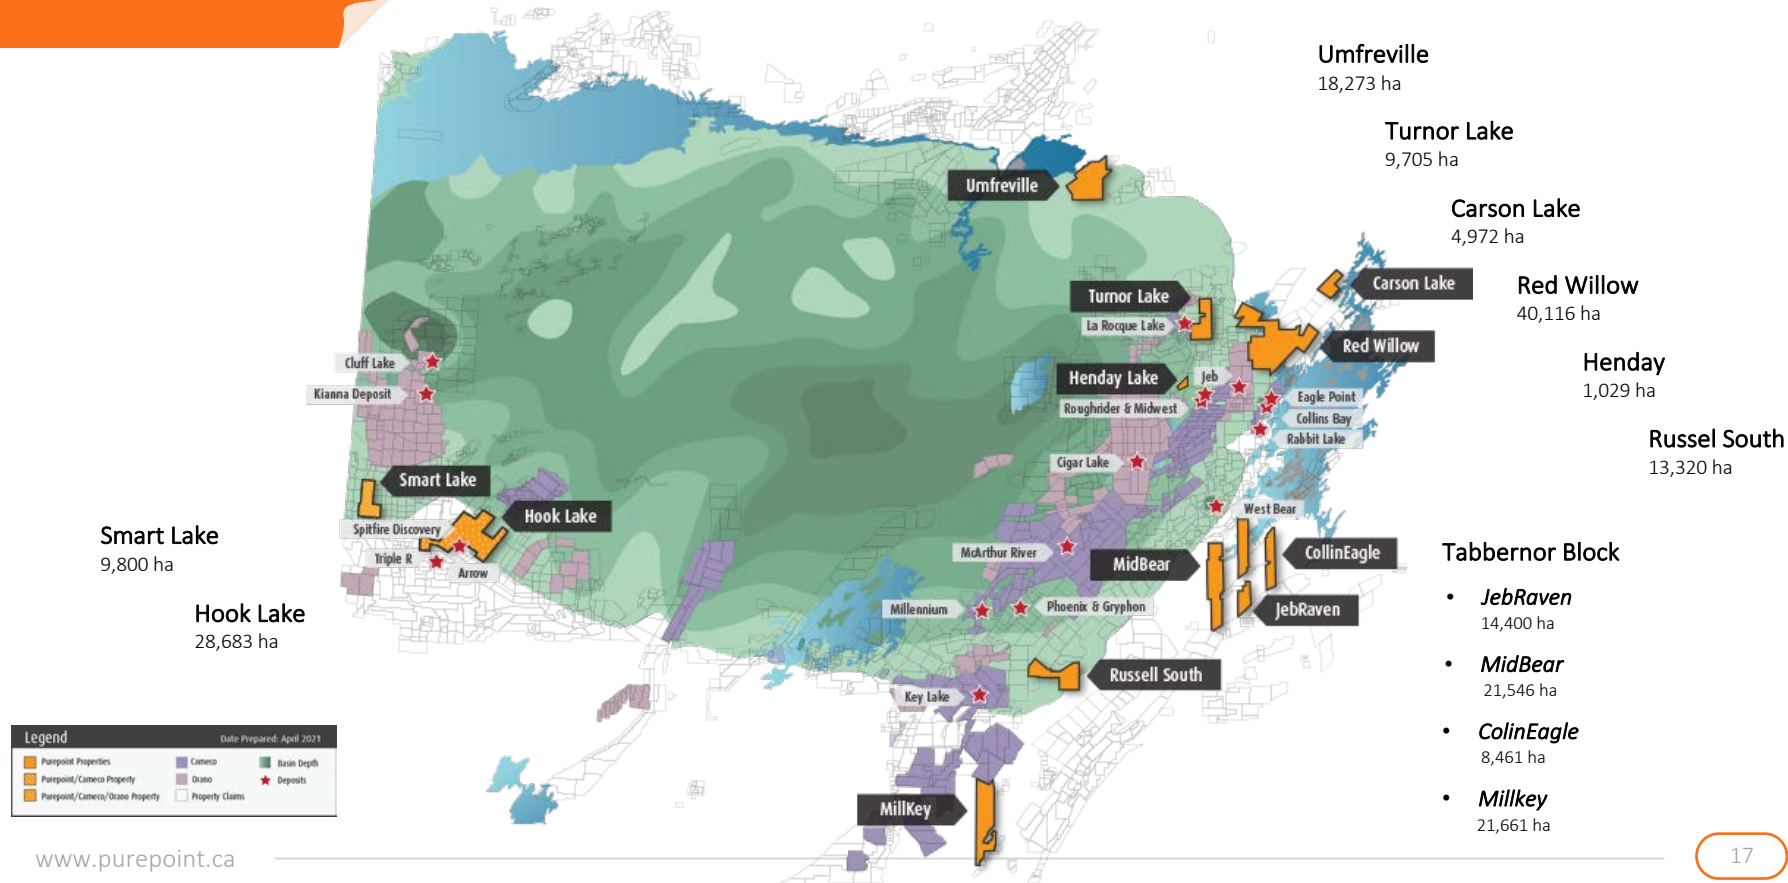 Umfreville
18,273 ha
Turnor Lake
9,705 ha
Carson Lake
4,972 ha
Red Willow
40,116 ha
Henday
1,029 ha
Russel South
13,320 ha
Umfreville
Carson Lake
Turnor Lake
La Rocque Lake
Red Willow
Cluff Lake
Kianna Deposit
Henday Lake
Jeb
Roughrider & Midwest
Eagle Point
Collins Bay
Rabbit Lake
Cigar Lake
Smart Lake
Hook Lake
Spitfire Discovery
Triple R
Arrow
West Bear
McArthur River
MidBear
CollinEagle
JebRaven
Millennium
Phoenix & Gryphon
Russell South
Key Lake
MillKey
Smart Lake
9,800 ha
Hook Lake
28,683 ha
Tabbernor Block
• JebRaven
14,400 ha
• MidBear
21,546 ha
• ColinEagle
8,461 ha
• Millkey
21,661 ha
Legend
Date Prepared: April 2021
Purepoint Properties
Purepoint/Cameco Property
Purepoint/Cameco/Orano Property
Cameco
Orano
Property Claims
Basin Depth
Deposits
www.purepoint.ca
17